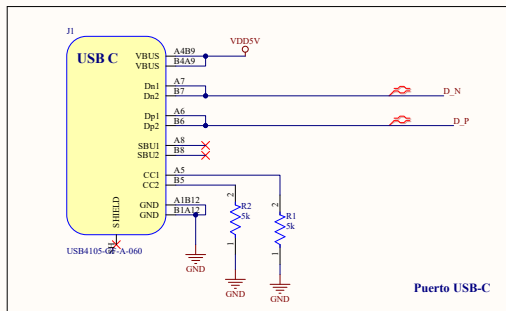 J1
USB C
VBUS A4B9
VBUS B4A9
VDD5V
Dn1 A7
Dn2 B7
D_N
Dp1 A6
Dp2 B6
D_P
SBU1 A8
SBU2 B8
CC1 A5
CC2 B5
GND A1B12
GND B1A12
SHIELD
2
R2
5k
1
2
R1
5k
1
USB4105-GF-A-060
GND
GND
GND
Puerto USB-C